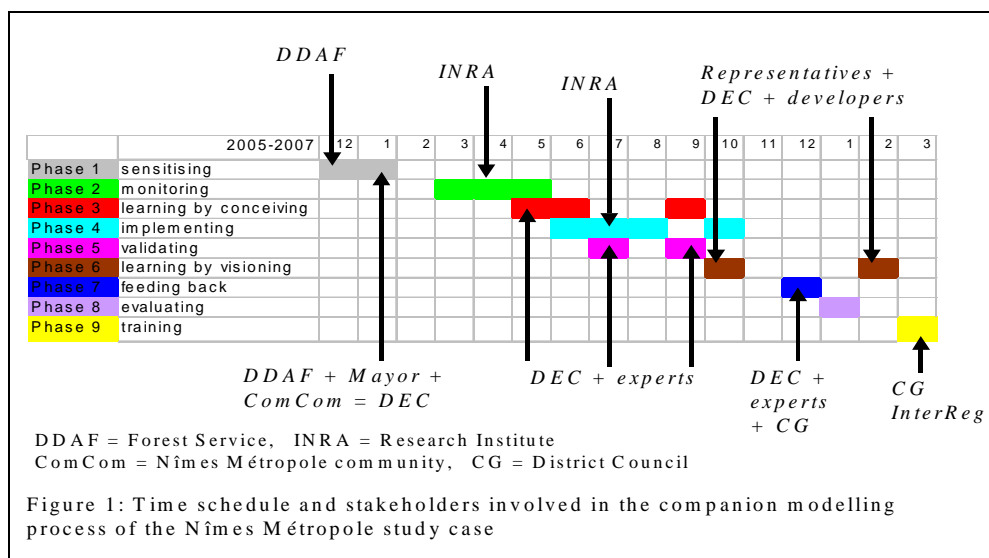 DDAF
INRA
INRA
Representatives +
DEC + developers
2005-2007 12 1 2 3 4 5 6 7 8 9 10 11 12 1 2 3
Phase 1 sensitising
Phase 2 monitoring
Phase 3 learning by conceiving
Phase 4 implementing
Phase 5 validating
Phase 6 learning by visioning
Phase 7 feeding back
Phase 8 evaluating
Phase 9 training
DDAF + Mayor +
ComCom = DEC
DEC + experts
DEC +
experts
+ CG
CG
InterReg
DDAF = Forest Service, INRA = Research Institute
ComCom = Nîmes Métropole community, CG = District Council
Figure 1: Time schedule and stakeholders involved in the companion modelling
process of the Nîmes Métropole study case